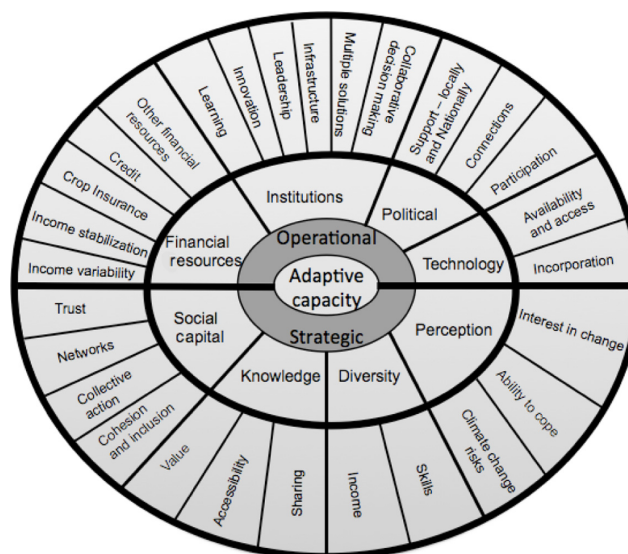 Income variability
Income stabilization
Crop Insurance
Credit
Other financial
resources
Learning
Innovation
Leadership
Infrastructure
Multiple solutions
Collaborative
decision making
Support – locally
and Nationally
Connections
Participation
Availability
and access
Incorporation
Financial
resources
Institutions
Political
Technology
Operational
Adaptive
capacity
Strategic
Social
capital
Knowledge
Diversity
Perception
Trust
Networks
Collective
action
Cohesion
and inclusion
Value
Accessibility
Sharing
Income
Skills
Climate change
risks
Ability to cope
Interest in change